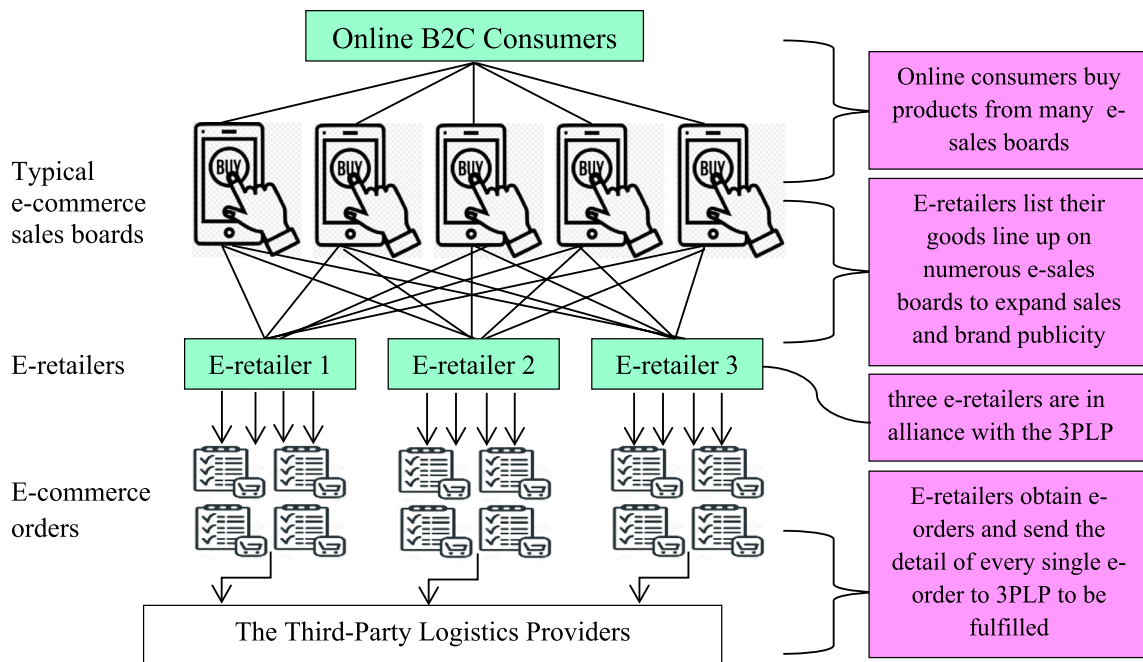 Online B2C Consumers
Online consumers buy
products from many e-
sales boards
Typical
e-commerce
sales boards
BUY
BUY
BUY
BUY
BUY
E-retailers list their
goods line up on
numerous e-sales
boards to expand sales
and brand publicity
E-retailers
E-retailer 1
E-retailer 2
E-retailer 3
three e-retailers are in
alliance with the 3PLP
E-commerce
orders
E-retailers obtain e-
orders and send the
detail of every single e-
order to 3PLP to be
fulfilled
The Third-Party Logistics Providers